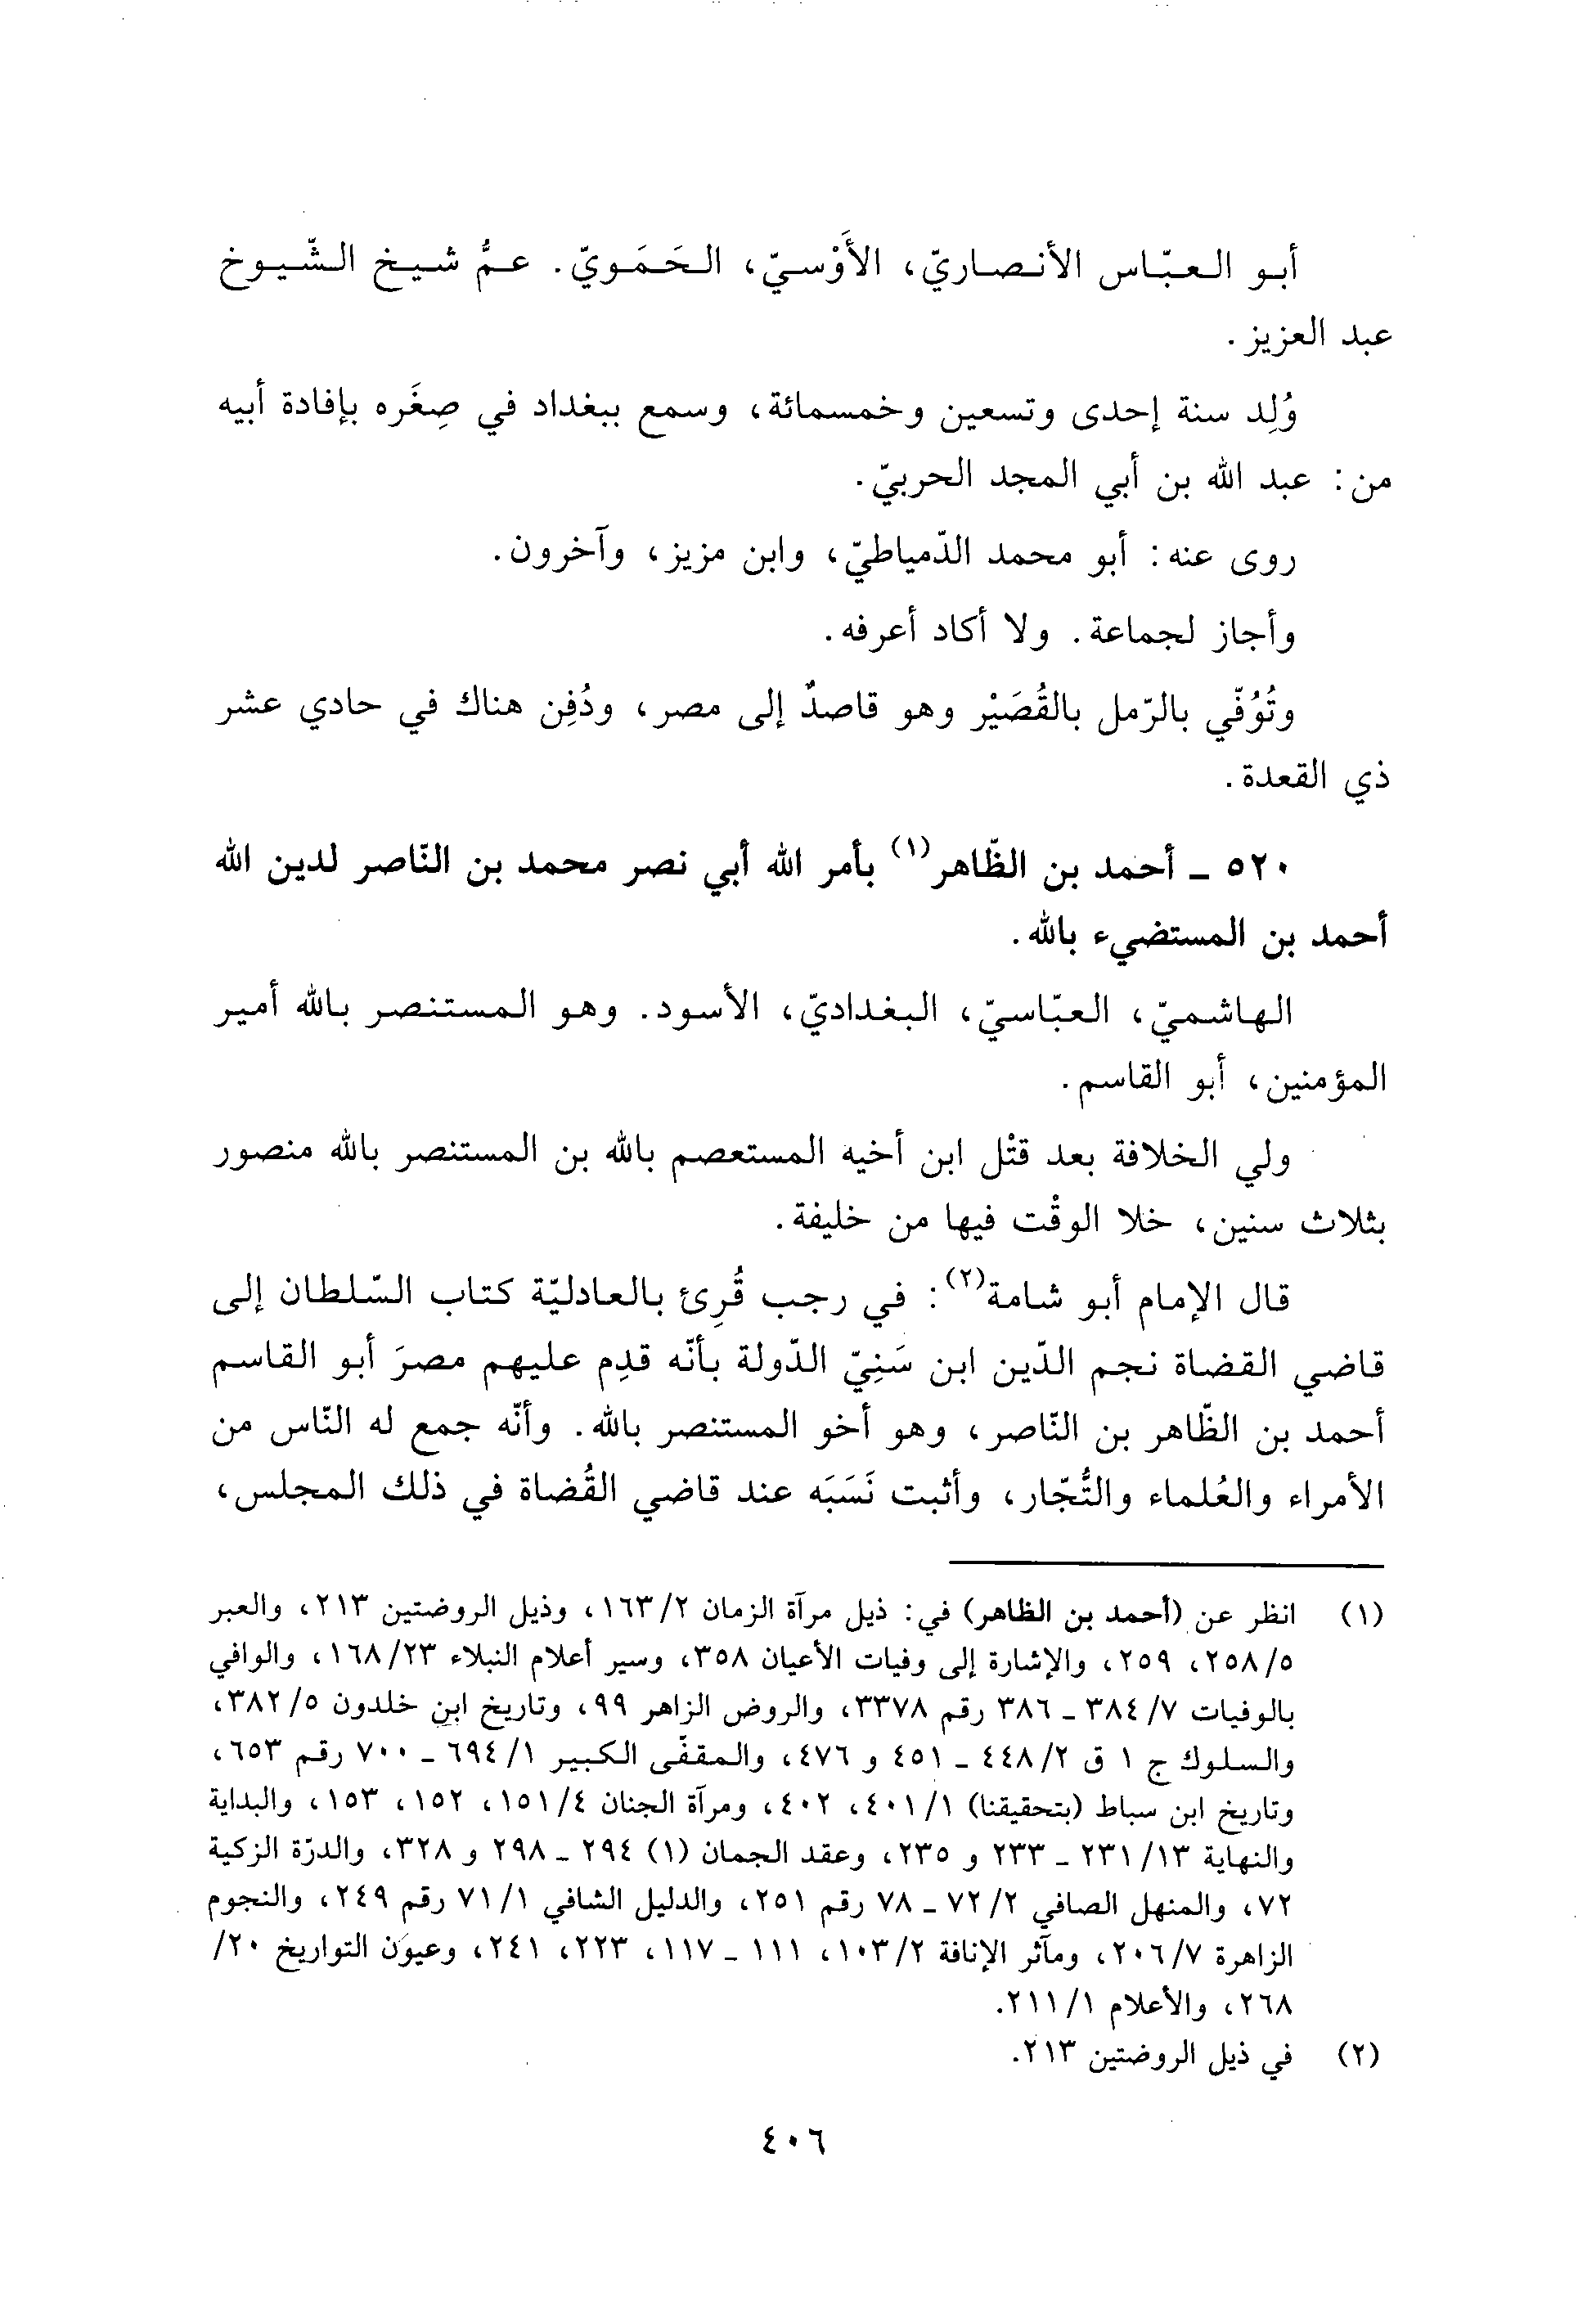 أبو العبّاس الأنصاريّ، الأَوْسيّ، الحَمَويّ. عمُّ شيخ الشّيوخ
عبد العزيز.
وُلِد سنة إحدى وتسعين وخمسمائة، وسمع ببغداد في صِغَره بإفادة أبيه
من: عبد الله بن أبي المجد الحربيّ.
روى عنه: أبو محمد الدّمياطيّ، وابن مزيز، وآخرون.
وأجاز لجماعة. ولا أكاد أعرفه.
وتُوُفّي بالرّمل بالقُصَيْر وهو قاصدٌ إلى مصر، ودُفِن هناك في حادي عشر
ذي القعدة.
٥٢٠ ـ أحمد بن الظّاهر(١) بأمر الله أبي نصر محمد بن النّاصر لدين الله
أحمد بن المستضيء بالله.
الهاشميّ، العبّاسيّ، البغداديّ، الأسود. وهو المستنصر بالله أمير
المؤمنين، أبو القاسم.
ولي الخلافة بعد قتْل ابن أخيه المستعصم بالله بن المستنصر بالله منصور
بثلاث سنين، خلا الوقْت فيها من خليفة.
قال الإمام أبو شامة(٢): في رجب قُرِئ بالعادليّة كتاب السّلطان إلى
قاضي القضاة نجم الدّين ابن سَنِيّ الدّولة بأنّه قدِم عليهم مصرَ أبو القاسم
أحمد بن الظّاهر بن النّاصر، وهو أخو المستنصر بالله. وأنّه جمع له النّاس من
الأمراء والعُلماء والتُّجّار، وأثبت نَسَبَه عند قاضي القُضاة في ذلك المجلس،
(١) انظر عن (أحمد بن الظاهر) في: ذيل مرآة الزمان ١٦٣/٢، وذيل الروضتين ٢١٣، والعبر
٢٥٨/٥، ٢٥٩، والإشارة إلى وفيات الأعيان ٣٥٨، وسير أعلام النبلاء ١٦٨/٢٣، والوافي
بالوفيات ٣٨٤/٧ ـ ٣٨٦ رقم ٣٣٧٨، والروض الزاهر ٩٩، وتاريخ ابن خلدون ٣٨٢/٥،
والسلوك ج ١ ق ٤٤٨/٢ ـ ٤٥١ و ٤٧٦، والمقفّى الكبير ٦٩٤/١ ـ ٧٠٠ رقم ٦٥٣،
وتاريخ ابن سباط (بتحقيقنا) ٤٠١/١، ٤٠٢، ومرآة الجنان ١٥١/٤، ١٥٢، ١٥٣، والبداية
والنهاية ٢٣١/١٣ ـ ٢٣٣ و ٢٣٥، وعقد الجمان (١) ٢٩٤ ـ ٢٩٨ و ٣٢٨، والدرّة الزكية
٧٢، والمنهل الصافي ٧٢/٢ ـ ٧٨ رقم ٢٥١، والدليل الشافي ٧١/١ رقم ٢٤٩، والنجوم
الزاهرة ٢٠٦/٧، ومآثر الإنافة ١٠٣/٢، ١١١ ـ ١١٧، ٢٢٣، ٢٤١، وعيون التواريخ ٢٠/
٢٦٨، والأعلام ٢١١/١.
(٢) في ذيل الروضتين ٢١٣.
٤٠٦